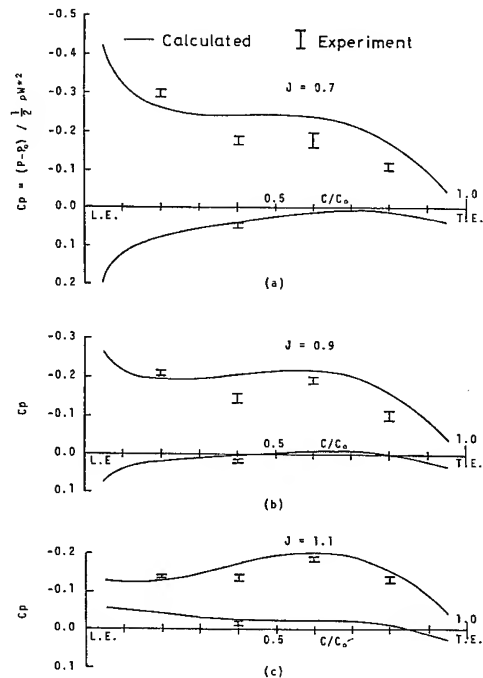 -0.5
Calculated
Experiment
-0.4
J = 0.7
-0.3
-0.2
-0.1
0.0
L.E.
0.5
C/C₀
1.0
T.E.
0.1
0.2
Cp = (P-P₀) / ½ ρW*²
(a)
-0.3
J = 0.9
-0.2
-0.1
Cp
0.0
L.E
0.5
C/C₀
1.0
T.E.
0.1
(b)
-0.2
J = 1.1
-0.1
Cp
0.0
L.E.
0.5
C/C₀
1.0
T.E.
0.1
(c)